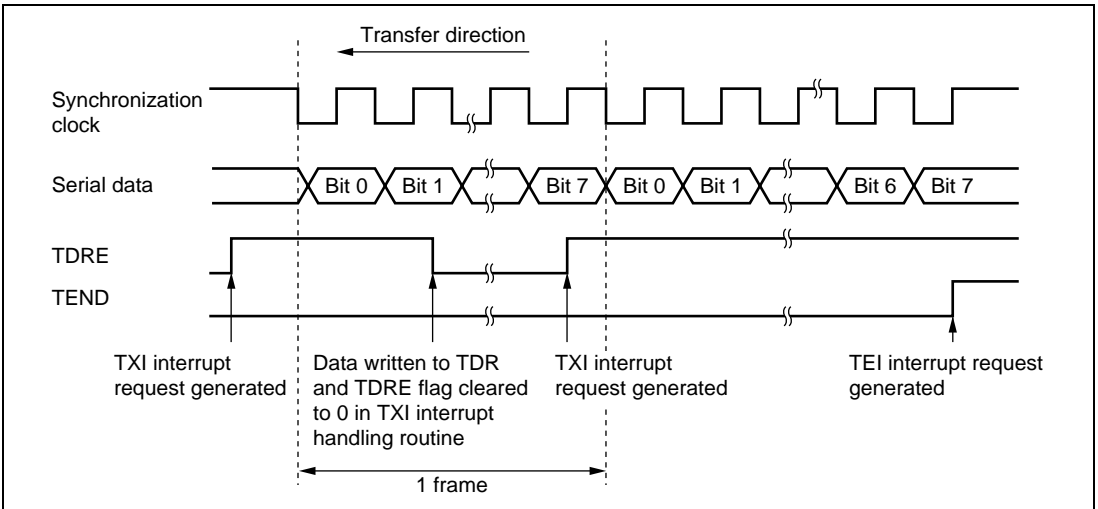 Transfer direction
Synchronization
clock
Serial data
Bit 0 Bit 1 Bit 7 Bit 0 Bit 1 Bit 6 Bit 7
TDRE
TEND
TXI interrupt
request generated
Data written to TDR
and TDRE flag cleared
to 0 in TXI interrupt
handling routine
TXI interrupt
request generated
TEI interrupt request
generated
1 frame